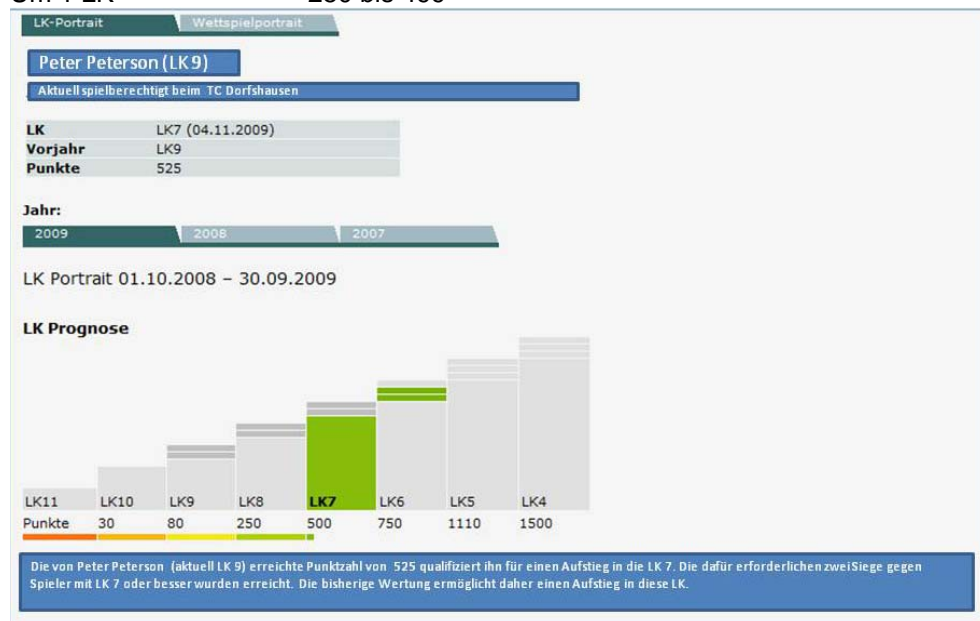 LK-Portrait Wettspielportrait
Peter Peterson (LK 9)
Aktuell spielberechtigt beim TC Dorfshausen
LK LK7 (04.11.2009)
Vorjahr LK9
Punkte 525
Jahr:
2009 2008 2007
LK Portrait 01.10.2008 – 30.09.2009
LK Prognose
LK11 LK10 LK9 LK8 LK7 LK6 LK5 LK4
Punkte 30 80 250 500 750 1110 1500
Die von Peter Peterson (aktuell LK 9) erreichte Punktzahl von 525 qualifiziert ihn für einen Aufstieg in die LK 7. Die dafür erforderlichen zwei Siege gegen
Spieler mit LK 7 oder besser wurden erreicht. Die bisherige Wertung ermöglicht daher einen Aufstieg in diese LK.